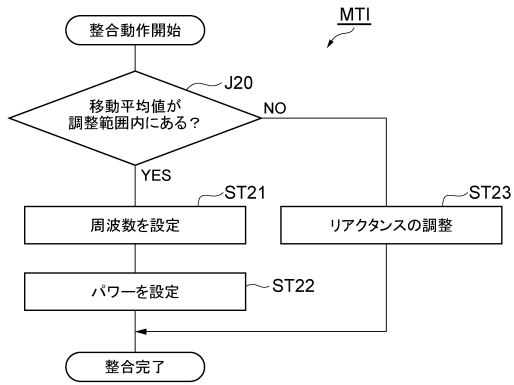 MTI
整合動作開始
J20
移動平均値が
調整範囲内にある？
NO
YES
ST21
周波数を設定
ST23
リアクタンスの調整
ST22
パワーを設定
整合完了